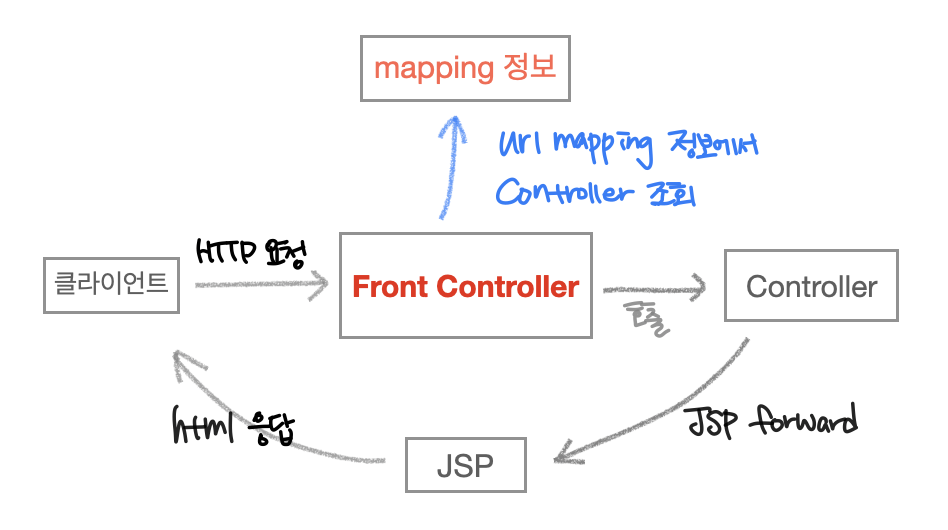 mapping 정보
url mapping 정보에서
Controller 조회
HTTP 요청
클라이언트
Front Controller
호출
Controller
html 응답
JSP forward
JSP